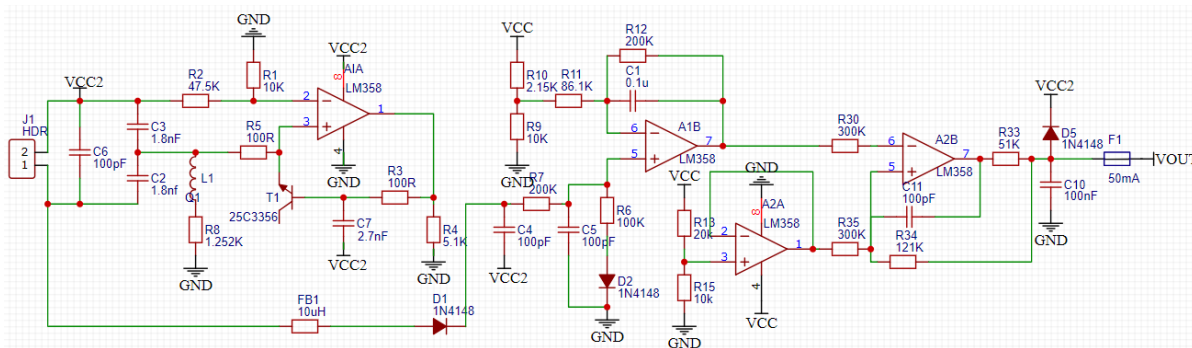 J1
HDR
2
1
VCC2
C6
100pF
C3
1.8nF
C2
1.8nf
R2
47.5K
GND
R1
10K
R5
100R
L1
Q1
R8
1.252K
GND
T1
25C3356
VCC2
A1A
LM358
8
2
3
1
4
GND
R3
100R
C7
2.7nF
VCC2
R4
5.1K
GND
FB1
10uH
D1
1N4148
VCC
R10
2.15K
R9
10K
GND
R11
86.1K
R12
200K
C1
0.1u
A1B
LM358
6
5
7
R7
200K
C4
100pF
VCC2
C5
100pF
R6
100K
D2
1N4148
GND
VCC
R13
20k
R15
10k
GND
GND
A2A
LM358
8
2
3
1
4
VCC
R30
300K
R35
300K
A2B
LM358
6
5
7
C11
100pF
R34
121K
R33
51K
VCC2
D5
1N4148
C10
100nF
GND
F1
50mA
VOUT